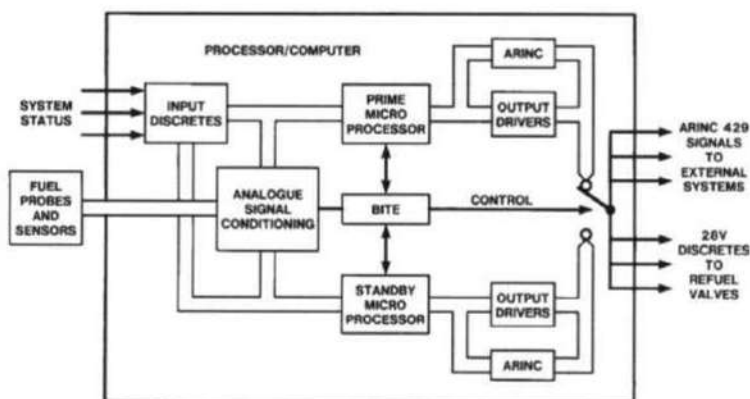 PROCESSOR/COMPUTER
ARINC
SYSTEM
STATUS
INPUT
DISCRETES
PRIME
MICRO
PROCESSOR
OUTPUT
DRIVERS
ARINC 429
SIGNALS
TO
EXTERNAL
SYSTEMS
FUEL
PROBES
AND
SENSORS
ANALOGUE
SIGNAL
CONDITIONING
BITE
CONTROL
28V
DISCRETES
TO
REFUEL
VALVES
STANDBY
MICRO
PROCESSOR
OUTPUT
DRIVERS
ARINC